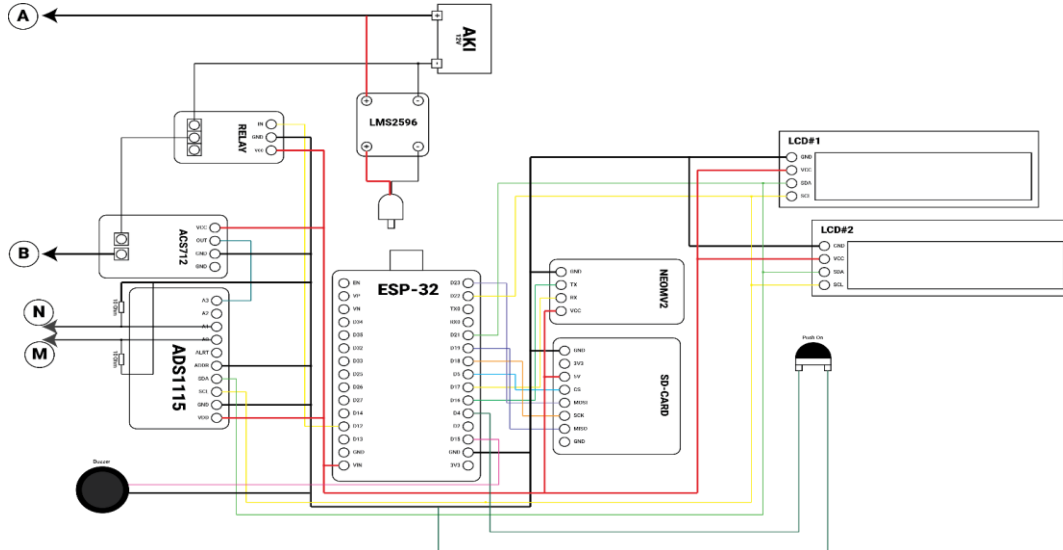 A
+
AKI
12V
-
+
-
LMS2596
+
-
IN
RELAY
GND
VCC
LCD#1
GND
VCC
SDA
SCL
LCD#2
GND
VCC
SDA
SCL
B
ACS712
VCC
OUT
GND
GND
N
M
ADS1115
A3
A2
A1
A0
ALRT
ADDR
SDA
SCL
GND
VDD
ESP-32
EN
VP
VN
D34
D35
D32
D33
D25
D26
D27
D14
D12
D13
GND
VIN
D23
D22
TX0
RX0
D21
D19
D18
D5
D17
D16
D4
D2
D15
GND
3V3
NEOMV2
GND
TX
RX
VCC
SD-CARD
GND
3V3
5V
CS
MOSI
SCK
MISO
GND
Push On
Buzzer